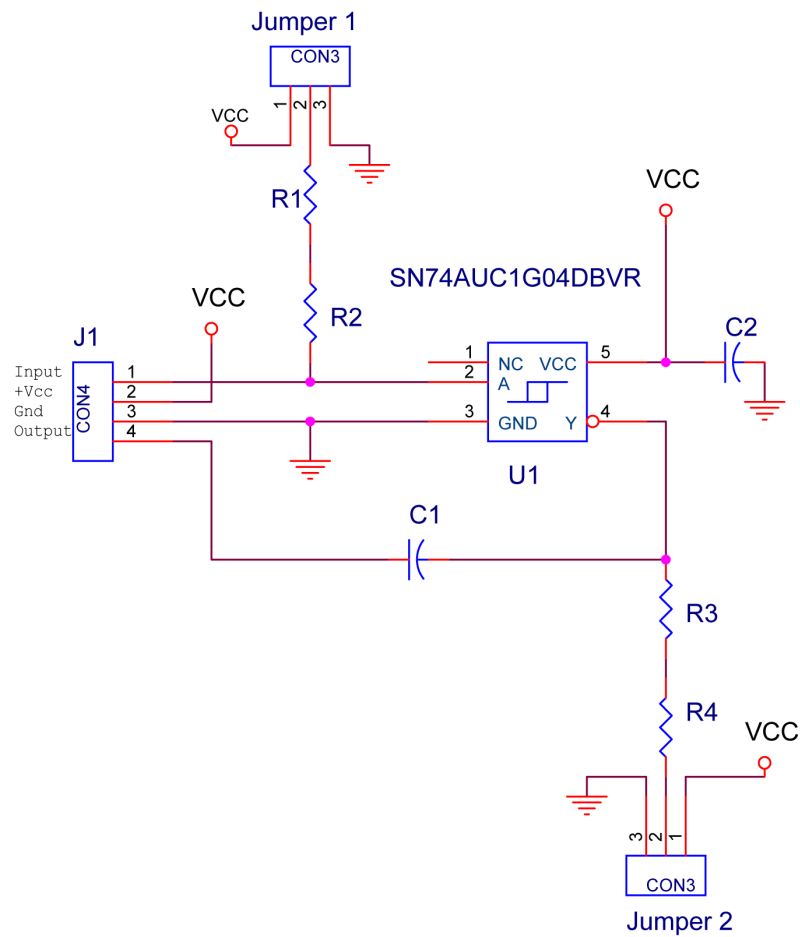 Jumper 1
CON3
1 2 3
VCC
R1
VCC
SN74AUC1G04DBVR
VCC
R2
C2
J1
CON4
Input 1
+Vcc 2
Gnd 3
Output 4
1 NC VCC 5
2 A
3 GND Y 4
U1
C1
R3
R4
VCC
3 2 1
CON3
Jumper 2